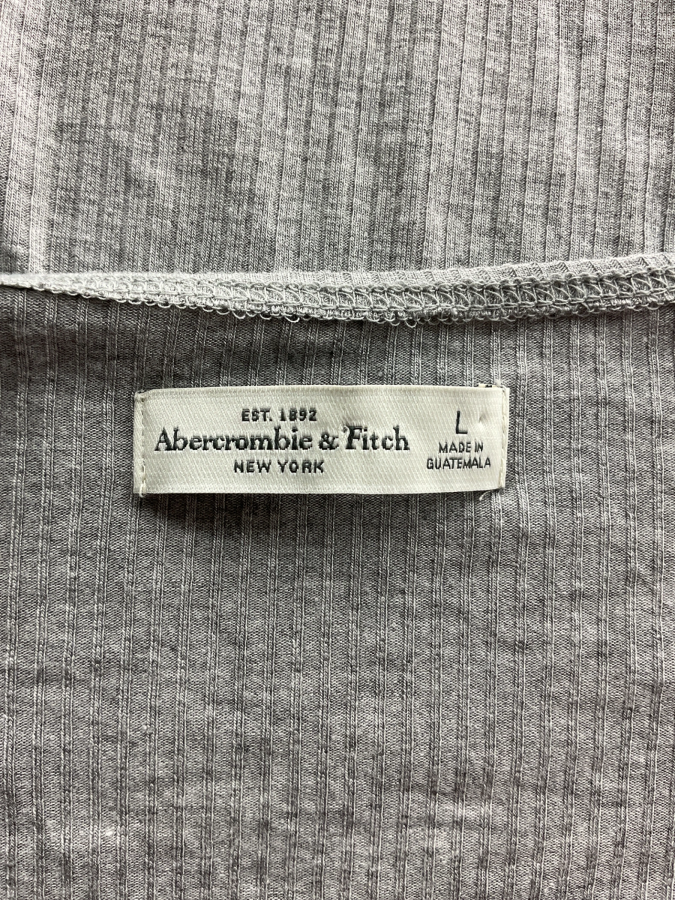 EST. 1892
Abercrombie & Fitch
NEW YORK
L
MADE IN
GUATEMALA